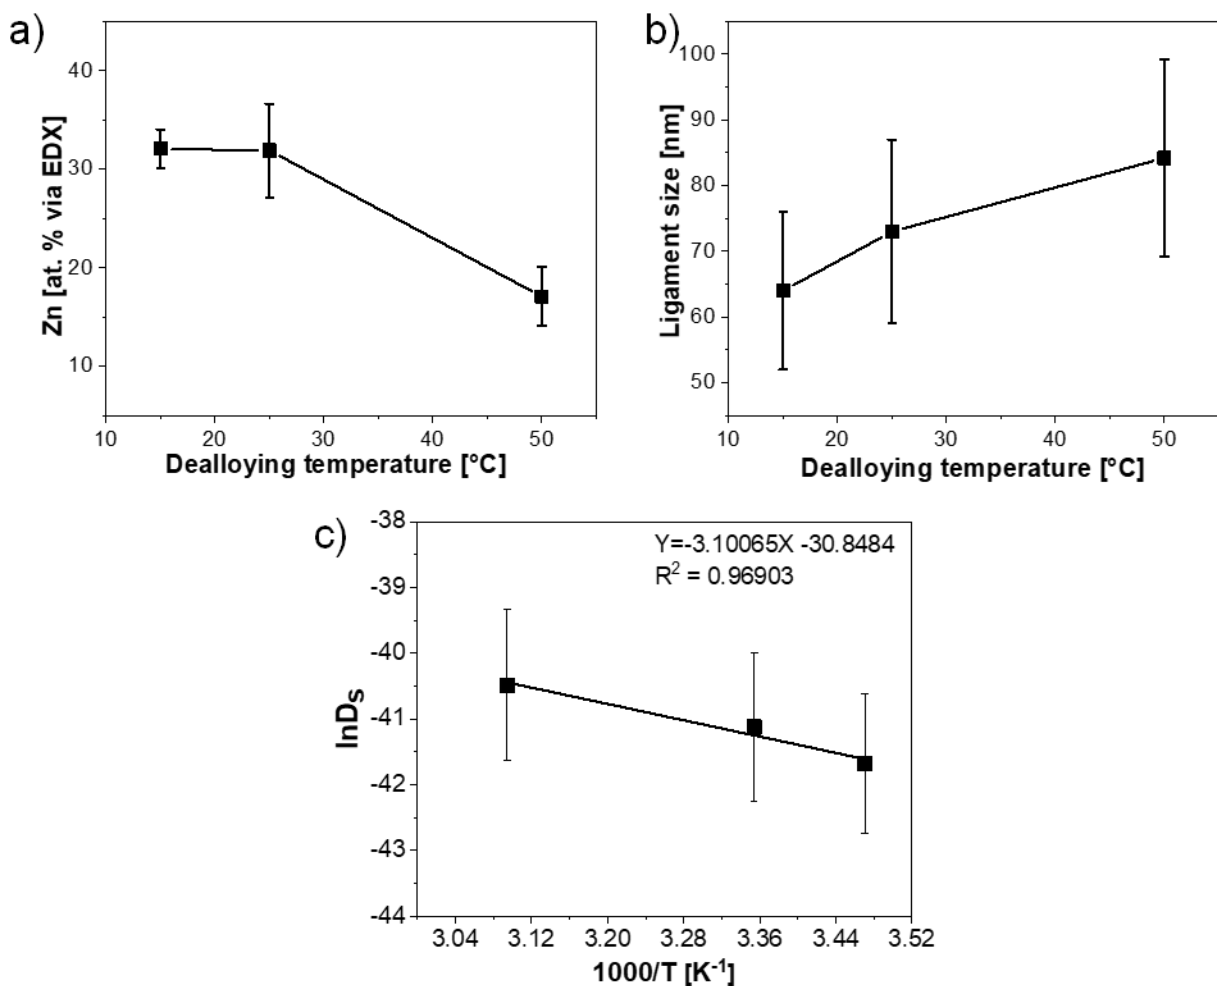 a)
Zn [at. % via EDX]
40
30
20
10
10 20 30 40 50
Dealloying temperature [°C]
b)
Ligament size [nm]
100
90
80
70
60
50
10 20 30 40 50
Dealloying temperature [°C]
c)
Y=-3.10065X -30.8484
R² = 0.96903
lnDs
-38
-39
-40
-41
-42
-43
-44
3.04 3.12 3.20 3.28 3.36 3.44 3.52
1000/T [K⁻¹]